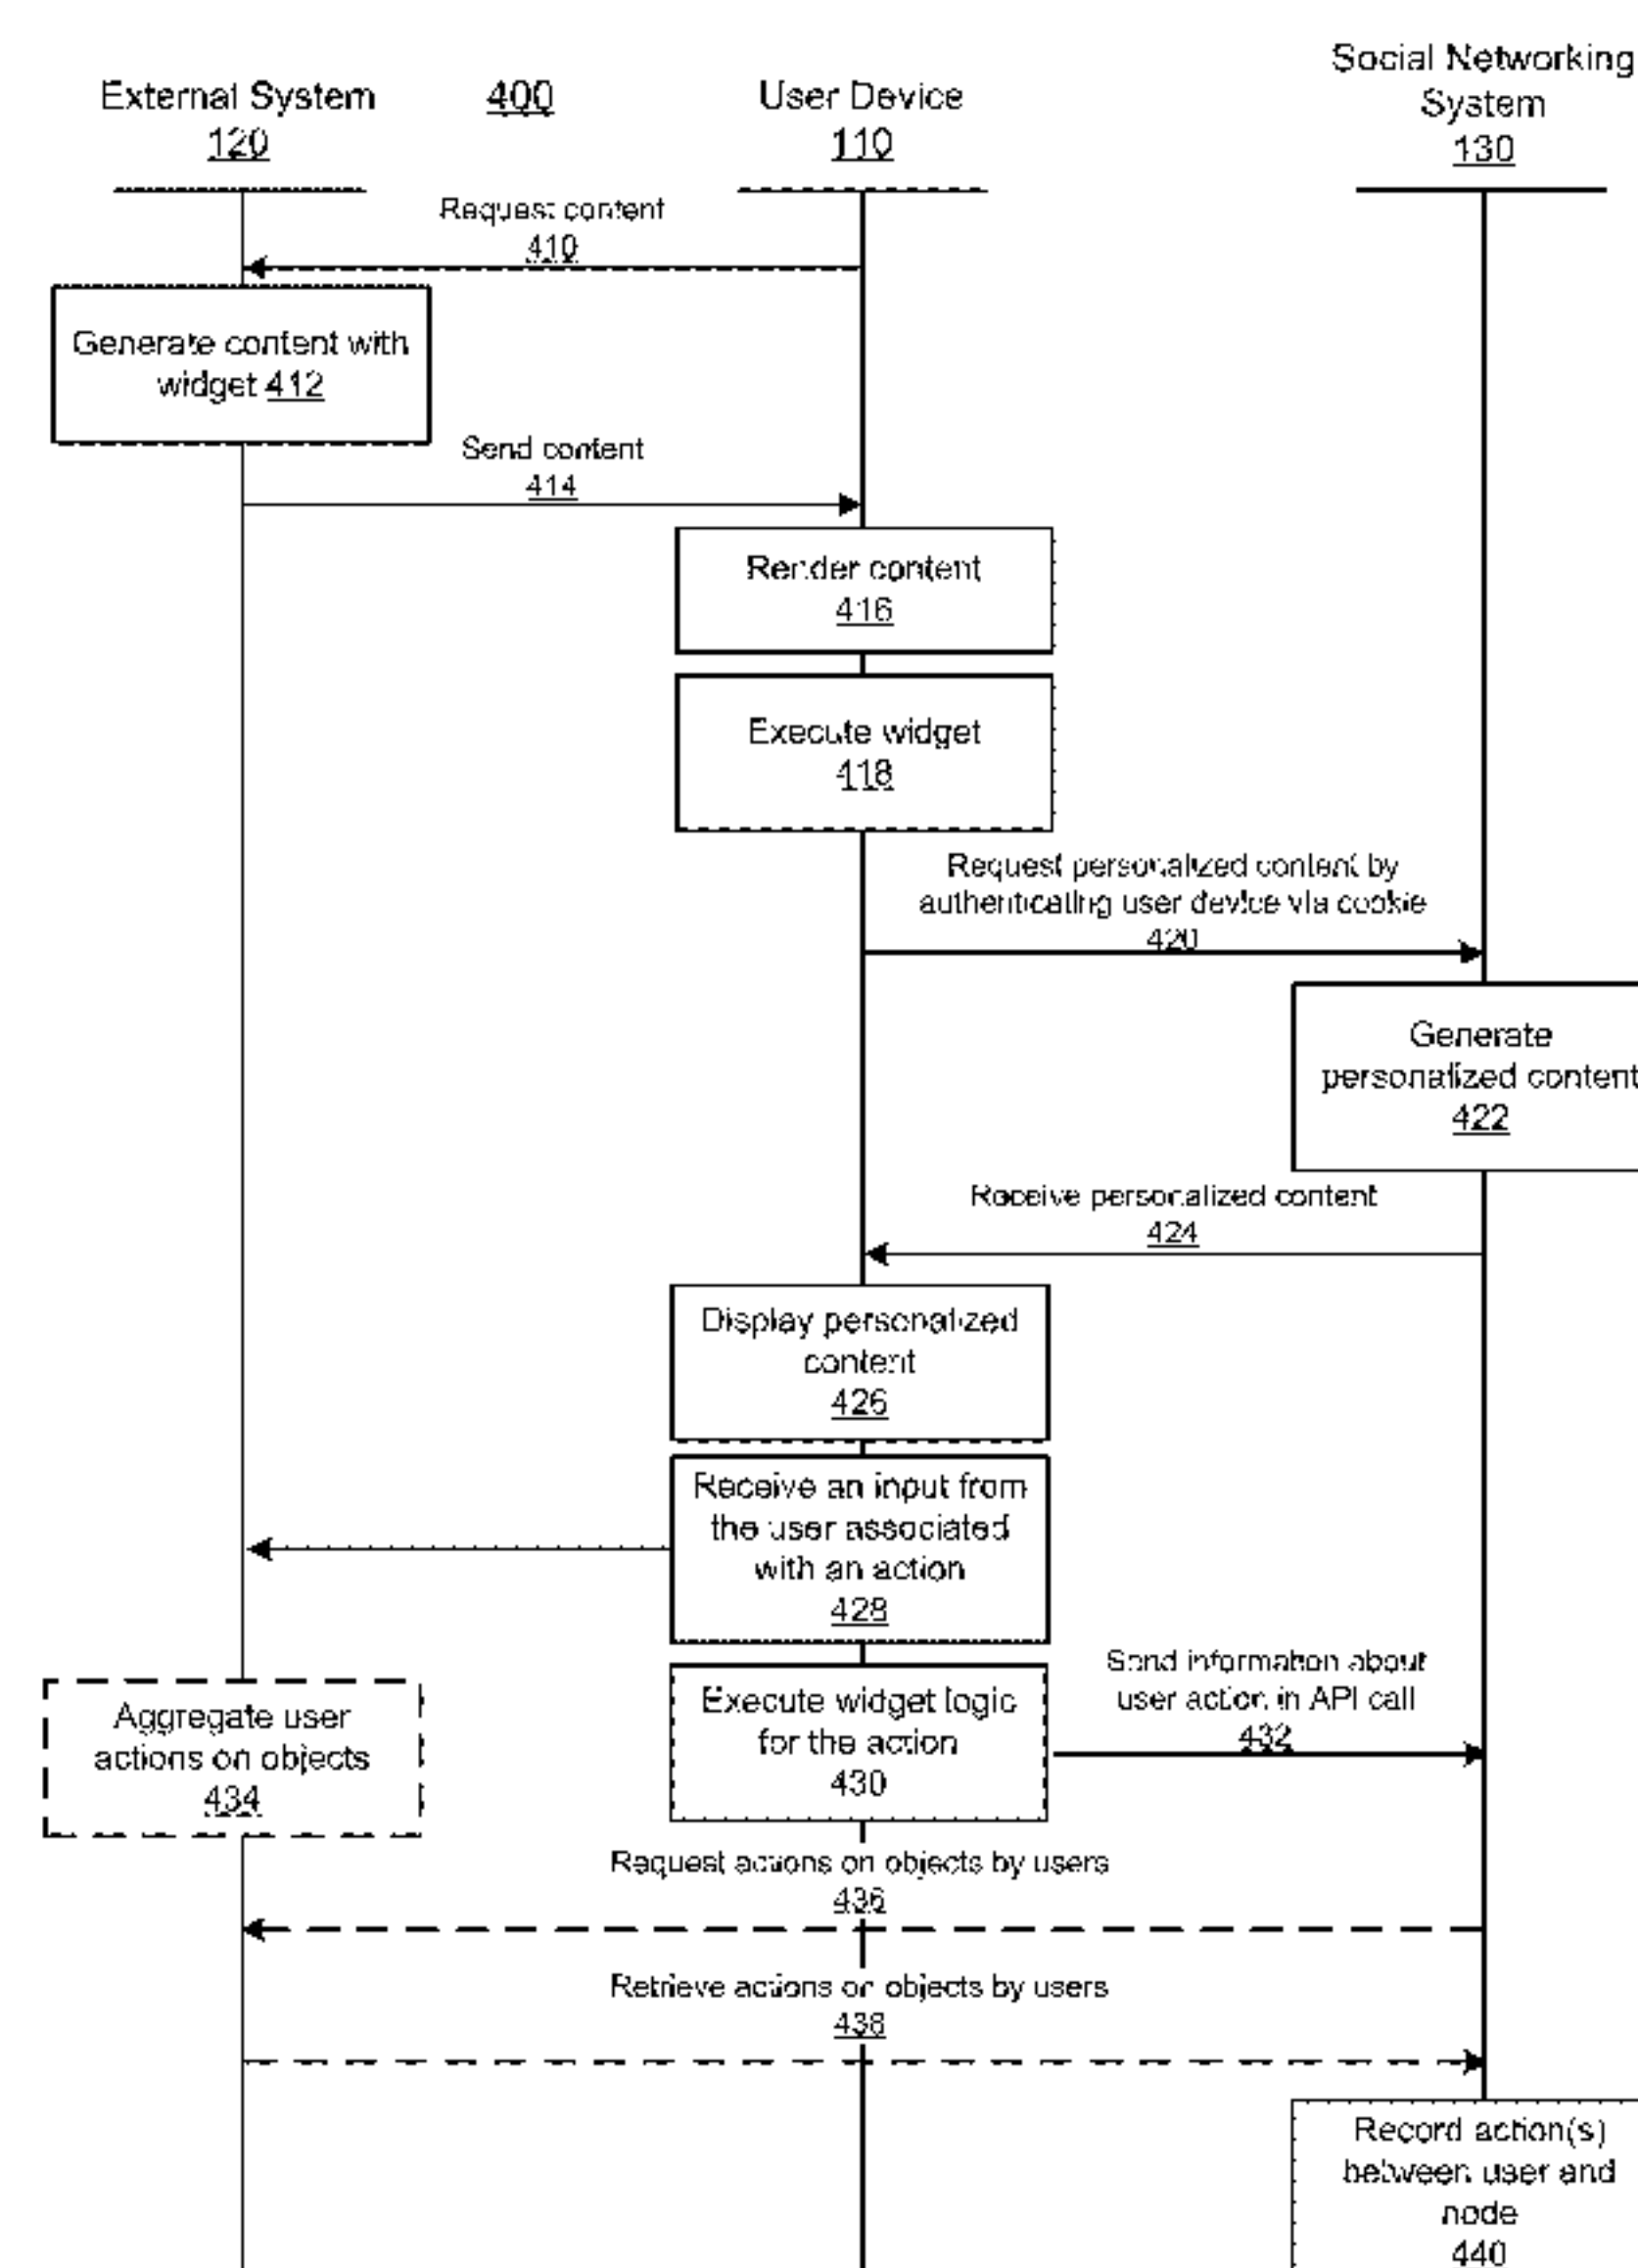 Social Networking
System
130
External System
120
400
User Device
110
Request content
410
Generate content with
widget 412
Send content
414
Render content
416
Execute widget
418
Request personalized content by
authenticating user device via cookie
420
Generate
personalized content
422
Receive personalized content
424
Display personalized
content
426
Receive an input from
the user associated
with an action
428
Send information about
user action in API call
432
Aggregate user
actions on objects
434
Execute widget logic
for the action
430
Request actions on objects by users
436
Retrieve actions on objects by users
438
Record action(s)
between user and
node
440